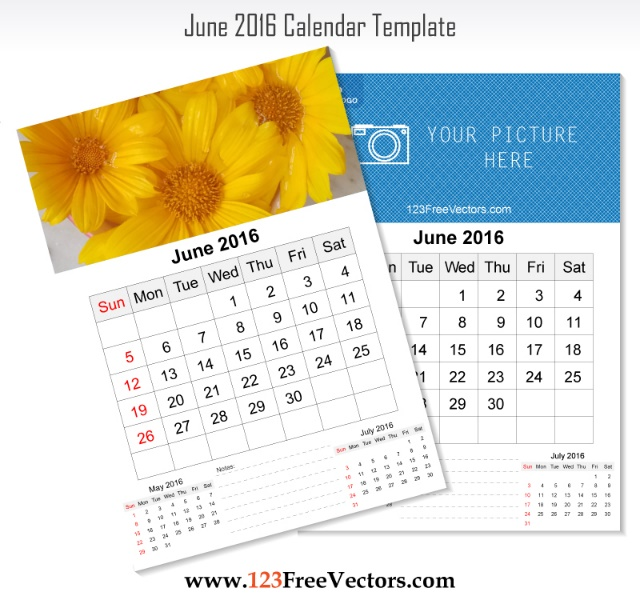 June 2016 Calendar Template
June 2016
Sun Mon Tue Wed Thu Fri Sat
1 2 3 4
5 6 7 8 9 10 11
12 13 14 15 16 17 18
19 20 21 22 23 24 25
26 27 28 29 30
May 2016
Sun Mon Tue Wed Thu Fri Sat
1 2 3 4 5 6 7
8 9 10 11 12 13 14
15 16 17 18 19 20 21
22 23 24 25 26 27 28
29 30 31
Notes:
July 2016
Sun Mon Tue Wed Thu Fri Sat
1 2
3 4 5 6 7 8 9
10 11 12 13 14 15 16
17 18 19 20 21 22 23
24 25 26 27 28 29 30
31
YOUR PICTURE
HERE
123FreeVectors.com
June 2016
Tue Wed Thu Fri Sat
1 2 3 4
7 8 9 10 11
14 15 16 17 18
22 23 24 25
28 29 30
July 2016
Sun Mon Tue Wed Thu Fri Sat
1 2
3 4 5 6 7 8 9
10 11 12 13 14 15 16
17 18 19 20 21 22 23
24 25 26 27 28 29 30
31
www.123FreeVectors.com